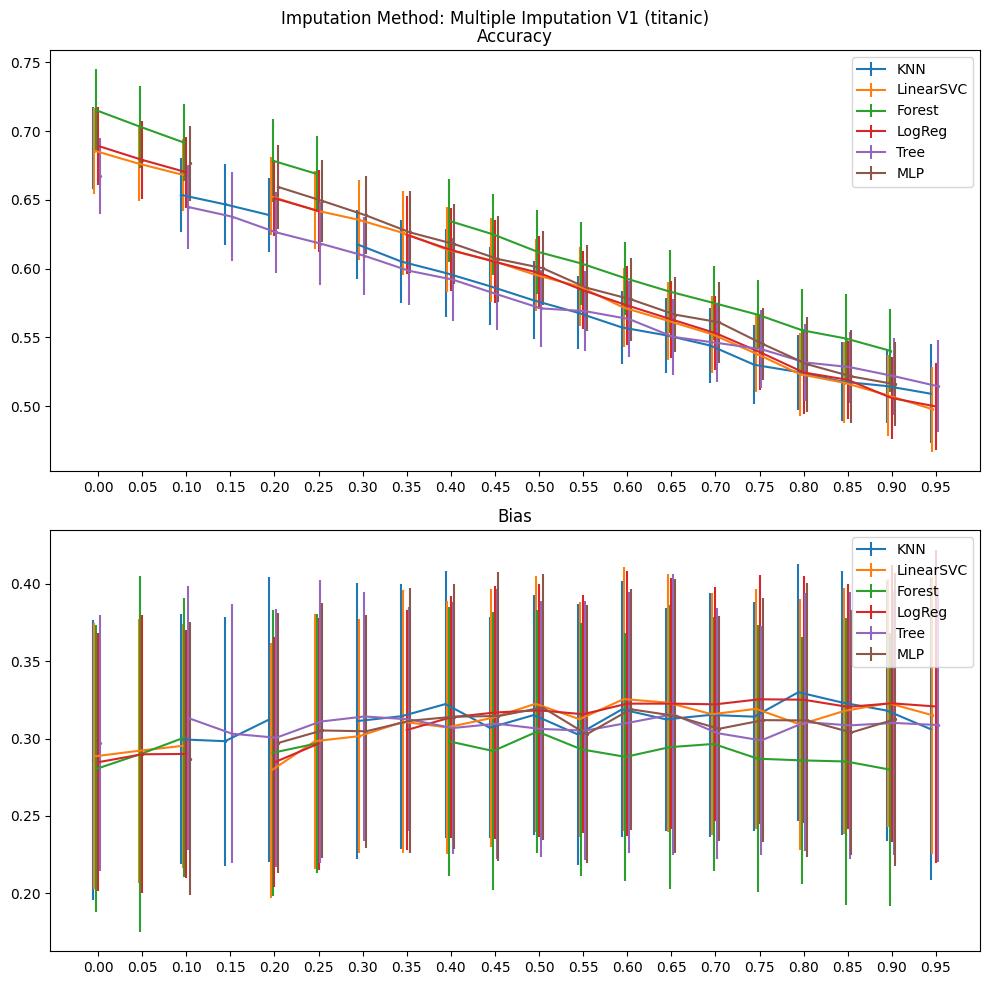 Imputation Method: Multiple Imputation V1 (titanic)
Accuracy
0.75
0.70
0.65
0.60
0.55
0.50
KNN
LinearSVC
Forest
LogReg
Tree
MLP
0.00 0.05 0.10 0.15 0.20 0.25 0.30 0.35 0.40 0.45 0.50 0.55 0.60 0.65 0.70 0.75 0.80 0.85 0.90 0.95
Bias
0.40
0.35
0.30
0.25
0.20
KNN
LinearSVC
Forest
LogReg
Tree
MLP
0.00 0.05 0.10 0.15 0.20 0.25 0.30 0.35 0.40 0.45 0.50 0.55 0.60 0.65 0.70 0.75 0.80 0.85 0.90 0.95